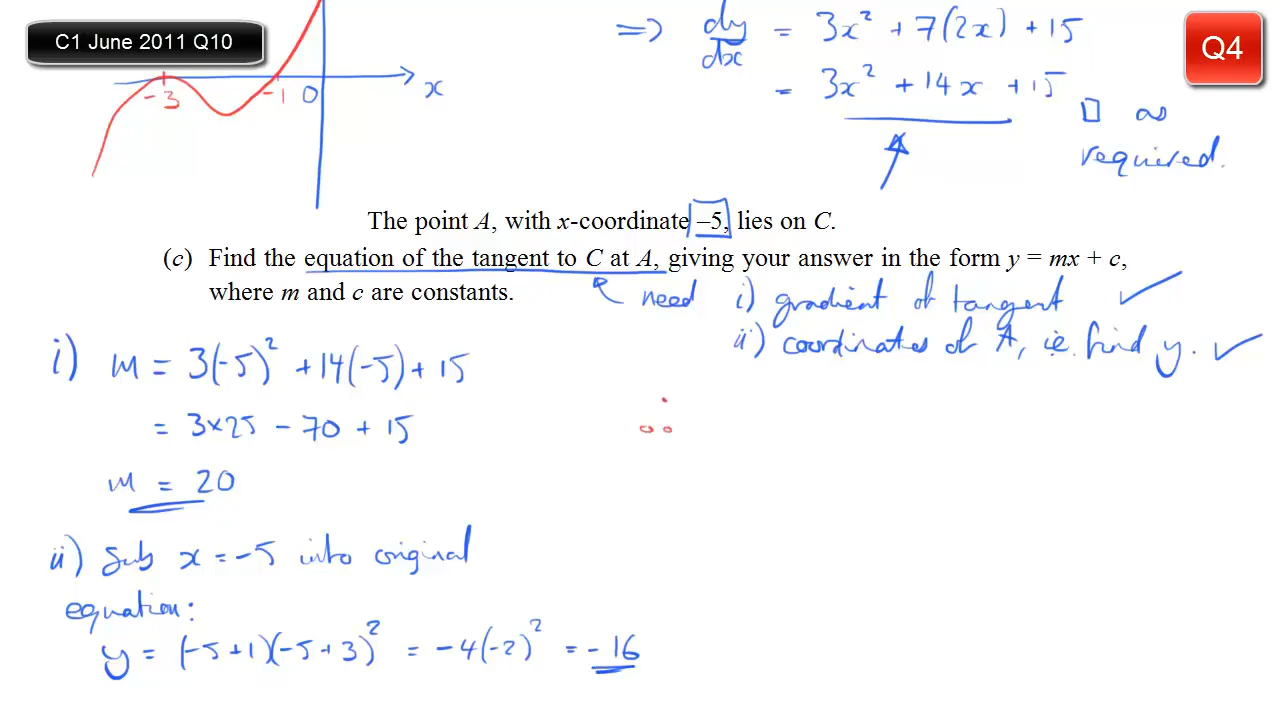 C1 June 2011 Q10
Q4
⇒ dy/dx = 3x² + 7(2x) + 15
= 3x² + 14x + 15
□ as required.
-3 -1 0 x
The point A, with x-coordinate –5, lies on C.
(c) Find the equation of the tangent to C at A, giving your answer in the form y = mx + c,
where m and c are constants.
need i) gradient of tangent ✓
ii) coordinates of A, i.e. find y. ✓
i) m = 3(-5)² + 14(-5) + 15
= 3×25 - 70 + 15
m = 20
∴
ii) Sub x = -5 into original
equation:
y = (-5+1)(-5+3)² = -4(-2)² = -16